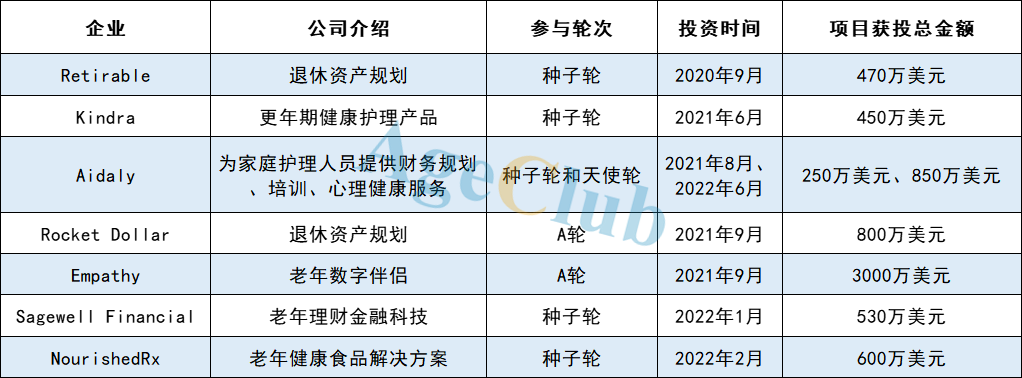 企业 公司介绍 参与轮次 投资时间 项目获投总金额
Retirable 退休资产规划 种子轮 2020年9月 470万美元
Kindra 更年期健康护理产品 种子轮 2021年6月 450万美元
Aidaly 为家庭护理人员提供财务规划、培训、心理健康服务 种子轮和天使轮 2021年8月、2022年6月 250万美元、850万美元
Rocket Dollar 退休资产规划 A轮 2021年9月 800万美元
Empathy 老年数字伴侣 A轮 2021年9月 3000万美元
Sagewell Financial 老年理财金融科技 种子轮 2022年1月 530万美元
NourishedRx 老年健康食品解决方案 种子轮 2022年2月 600万美元
AgeClub